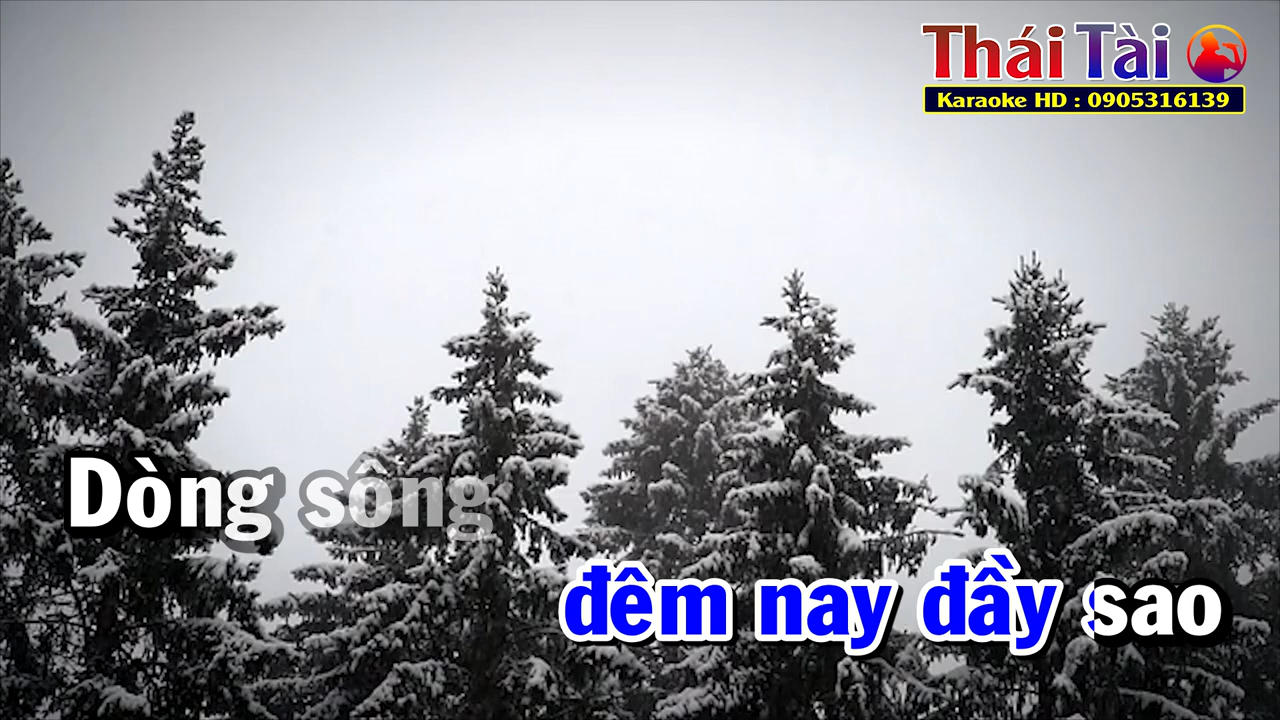 Thái Tài
Karaoke HD : 0905316139
Dòng sông
đêm nay đầy sao